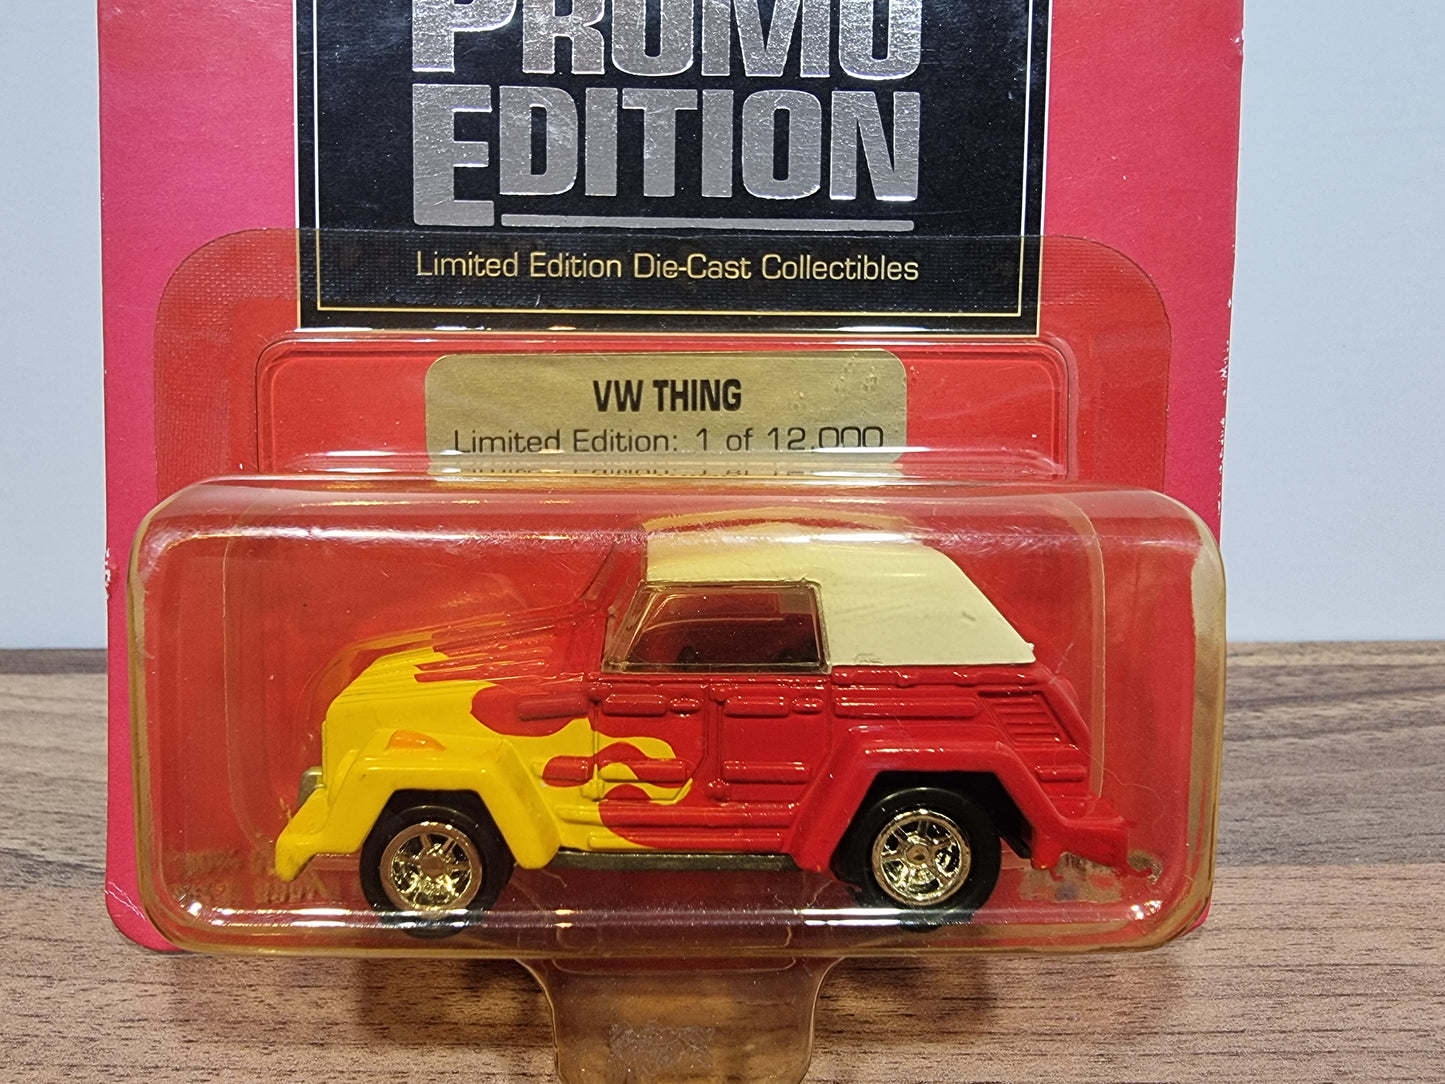 PROMO
EDITION
Limited Edition Die-Cast Collectibles
VW THING
Limited Edition: 1 of 12,000